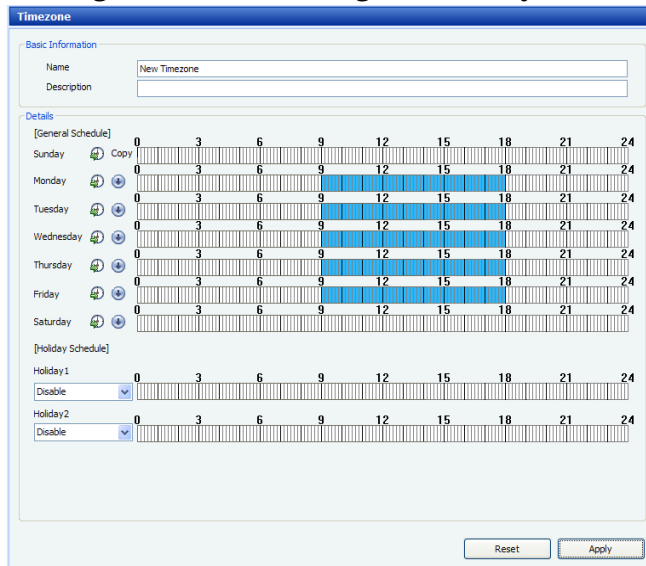 Timezone
Basic Information
Name New Timezone
Description
Details
[General Schedule]
0 3 6 9 12 15 18 21 24
Sunday Copy
0 3 6 9 12 15 18 21 24
Monday
0 3 6 9 12 15 18 21 24
Tuesday
0 3 6 9 12 15 18 21 24
Wednesday
0 3 6 9 12 15 18 21 24
Thursday
0 3 6 9 12 15 18 21 24
Friday
0 3 6 9 12 15 18 21 24
Saturday
[Holiday Schedule]
Holiday1
0 3 6 9 12 15 18 21 24
Disable
Holiday2
0 3 6 9 12 15 18 21 24
Disable
Reset Apply